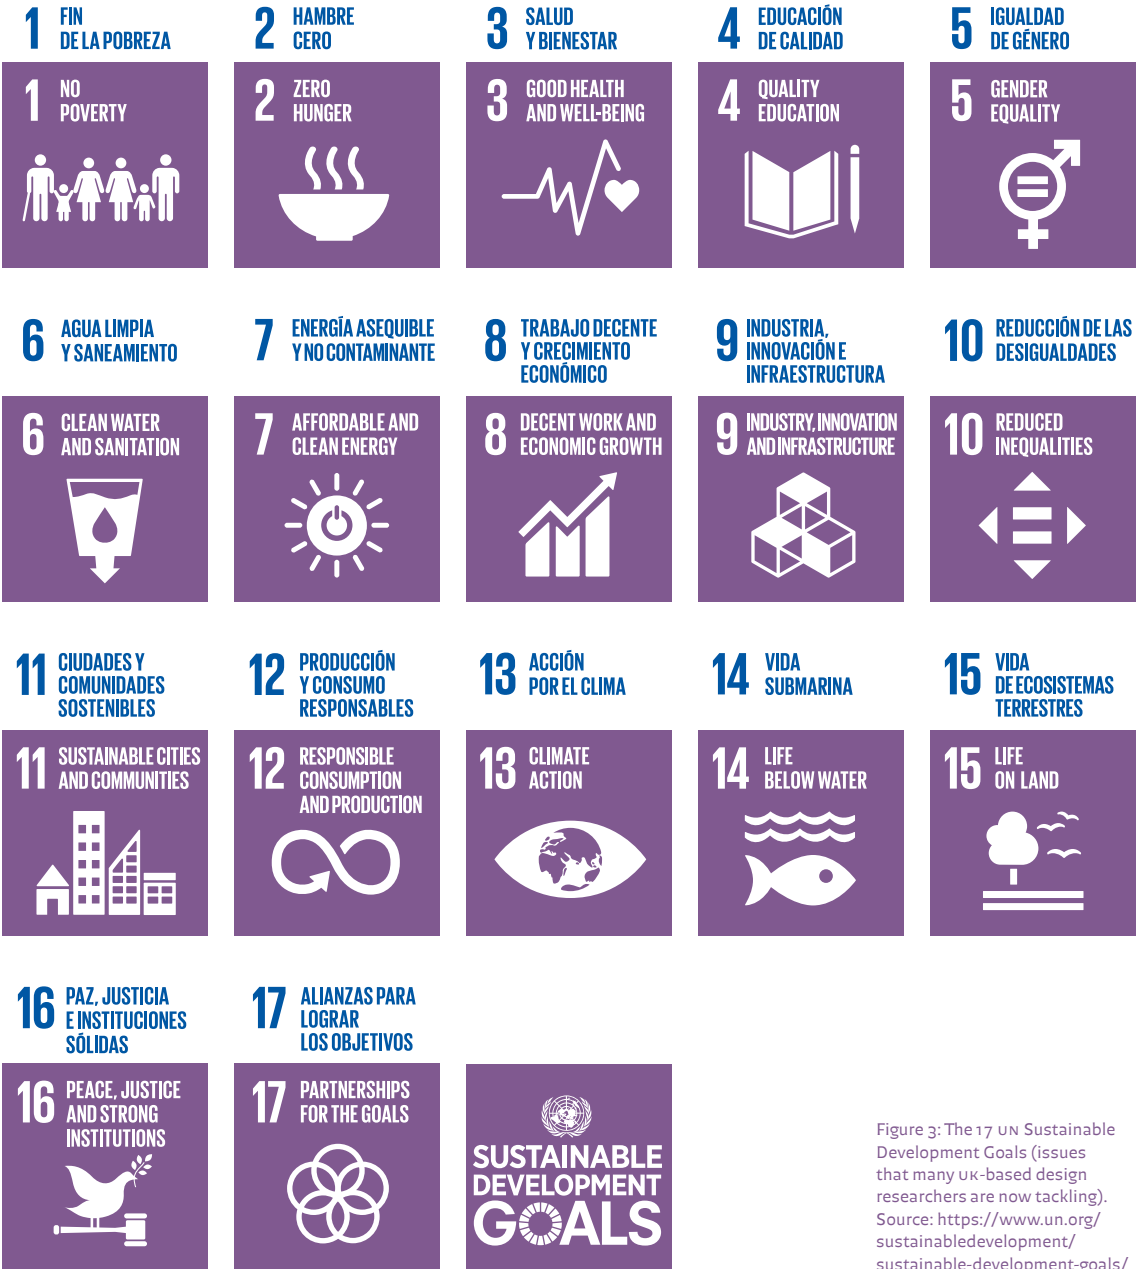 1 FIN
DE LA POBREZA
2 HAMBRE
CERO
3 SALUD
Y BIENESTAR
4 EDUCACIÓN
DE CALIDAD
5 IGUALDAD
DE GÉNERO
1 NO
POVERTY
2 ZERO
HUNGER
3 GOOD HEALTH
AND WELL-BEING
4 QUALITY
EDUCATION
5 GENDER
EQUALITY
6 AGUA LIMPIA
Y SANEAMIENTO
7 ENERGÍA ASEQUIBLE
Y NO CONTAMINANTE
8 TRABAJO DECENTE
Y CRECIMIENTO
ECONÓMICO
9 INDUSTRIA,
INNOVACIÓN E
INFRAESTRUCTURA
10 REDUCCIÓN DE LAS
DESIGUALDADES
6 CLEAN WATER
AND SANITATION
7 AFFORDABLE AND
CLEAN ENERGY
8 DECENT WORK AND
ECONOMIC GROWTH
9 INDUSTRY, INNOVATION
AND INFRASTRUCTURE
10 REDUCED
INEQUALITIES
11 CIUDADES Y
COMUNIDADES
SOSTENIBLES
12 PRODUCCIÓN
Y CONSUMO
RESPONSABLES
13 ACCIÓN
POR EL CLIMA
14 VIDA
SUBMARINA
15 VIDA
DE ECOSISTEMAS
TERRESTRES
11 SUSTAINABLE CITIES
AND COMMUNITIES
12 RESPONSIBLE
CONSUMPTION
AND PRODUCTION
13 CLIMATE
ACTION
14 LIFE
BELOW WATER
15 LIFE
ON LAND
16 PAZ, JUSTICIA
E INSTITUCIONES
SÓLIDAS
17 ALIANZAS PARA
LOGRAR
LOS OBJETIVOS
16 PEACE, JUSTICE
AND STRONG
INSTITUTIONS
17 PARTNERSHIPS
FOR THE GOALS
SUSTAINABLE
DEVELOPMENT
GOALS
Figure 3: The 17 UN Sustainable
Development Goals (issues
that many UK-based design
researchers are now tackling).
Source: https://www.un.org/
sustainabledevelopment/
sustainable-development-goals/